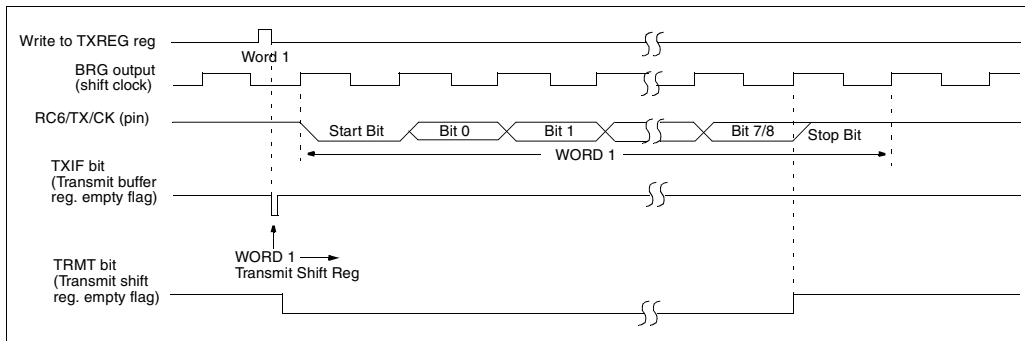 Write to TXREG reg
Word 1
BRG output
(shift clock)
RC6/TX/CK (pin)
Start Bit
Bit 0
Bit 1
Bit 7/8
Stop Bit
WORD 1
TXIF bit
(Transmit buffer
reg. empty flag)
WORD 1
Transmit Shift Reg
TRMT bit
(Transmit shift
reg. empty flag)